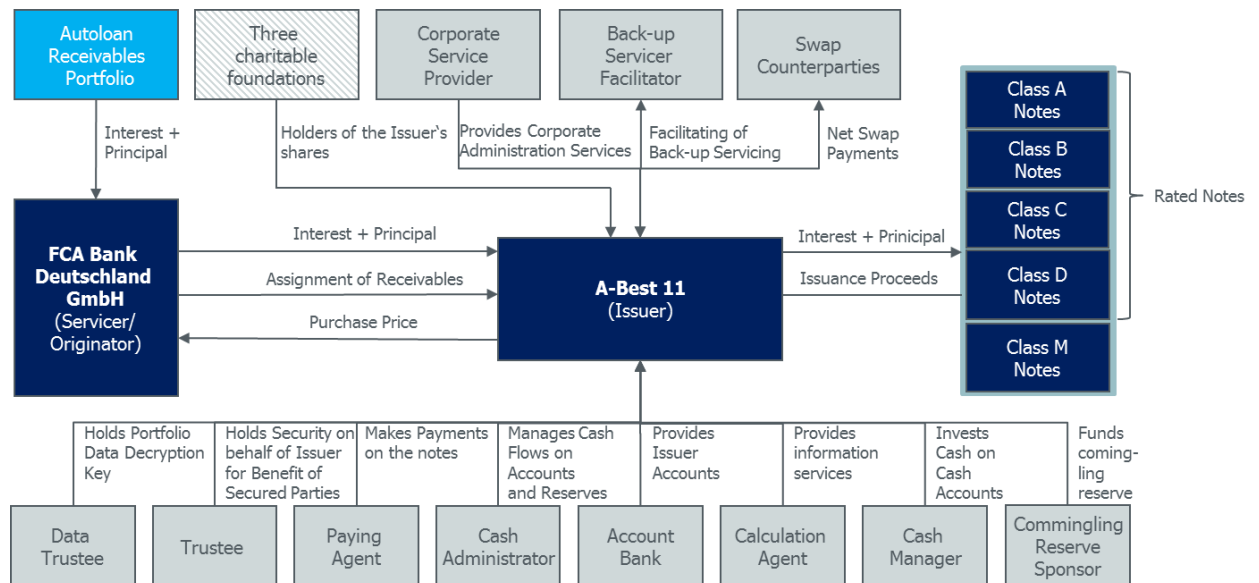 Autoloan
Receivables
Portfolio
Three
charitable
foundations
Corporate
Service
Provider
Back-up
Servicer
Facilitator
Swap
Counterparties
Interest +
Principal
Holders of the Issuer‘s
shares
Provides Corporate
Administration Services
Facilitating of
Back-up Servicing
Net Swap
Payments
Class A
Notes
Class B
Notes
Class C
Notes
Class D
Notes
Class M
Notes
Rated Notes
FCA Bank
Deutschland
GmbH
(Servicer/
Originator)
Interest + Principal
Assignment of Receivables
Purchase Price
A-Best 11
(Issuer)
Interest + Prinicipal
Issuance Proceeds
Holds Portfolio
Data Decryption
Key
Holds Security on
behalf of Issuer
for Benefit of
Secured Parties
Makes Payments
on the notes
Manages Cash
Flows on
Accounts
and Reserves
Provides
Issuer
Accounts
Provides
information
services
Invests
Cash on
Cash
Accounts
Funds
coming-
ling
reserve
Data
Trustee
Trustee
Paying
Agent
Cash
Administrator
Account
Bank
Calculation
Agent
Cash
Manager
Commingling
Reserve
Sponsor